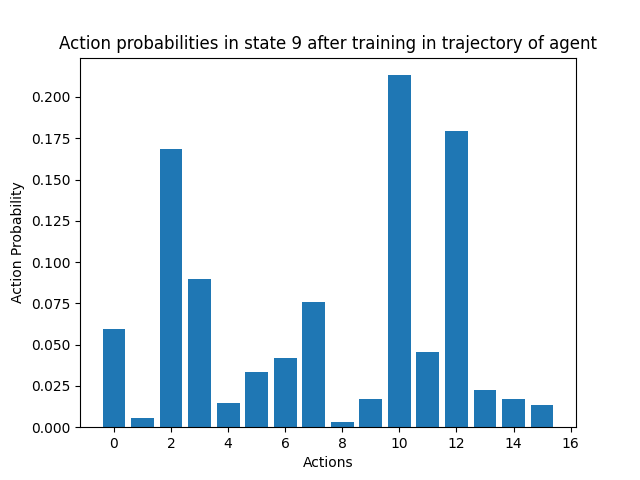 Action probabilities in state 9 after training in trajectory of agent
0.200
0.175
0.150
0.125
0.100
0.075
0.050
0.025
0.000
Action Probability
0 2 4 6 8 10 12 14 16
Actions